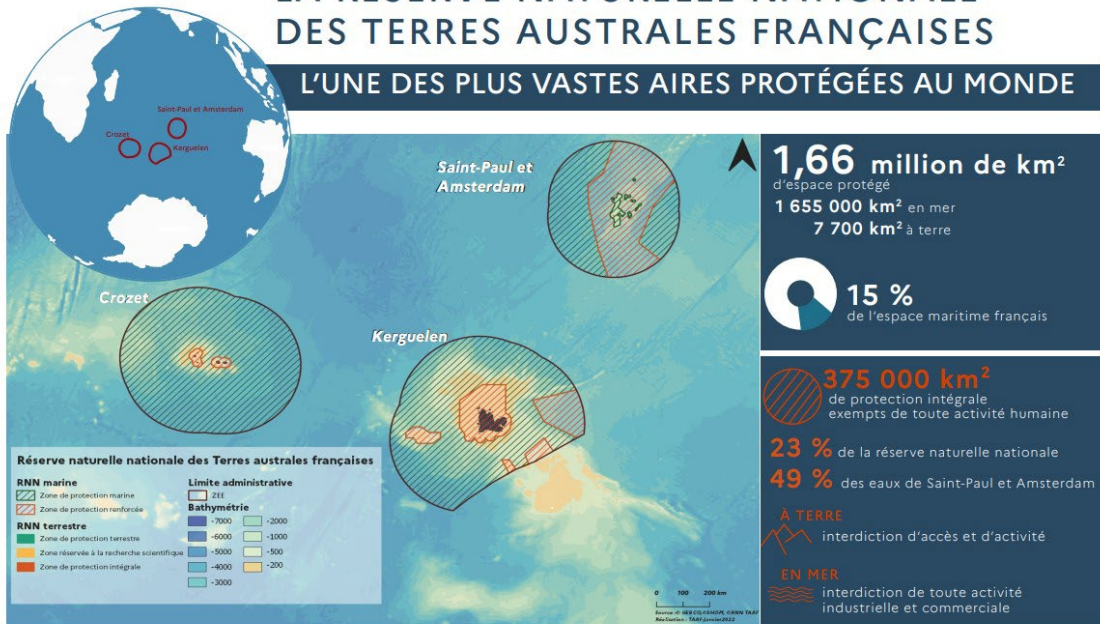 LA RÉSERVE NATURELLE NATIONALE
DES TERRES AUSTRALES FRANÇAISES
L'UNE DES PLUS VASTES AIRES PROTÉGÉES AU MONDE
Saint-Paul et Amsterdam
Crozet
Kerguelen
Saint-Paul et
Amsterdam
Crozet
Kerguelen
1,66 million de km²
d'espace protégé
1 655 000 km² en mer
7 700 km² à terre
15 %
de l'espace maritime français
375 000 km²
de protection intégrale
exempts de toute activité humaine
23 % de la réserve naturelle nationale
49 % des eaux de Saint-Paul et Amsterdam
À TERRE
interdiction d'accès et d'activité
EN MER
interdiction de toute activité
industrielle et commerciale
Réserve naturelle nationale des Terres australes françaises
RNN marine
Zone de protection marine
Zone de protection renforcée
RNN terrestre
Zone de protection terrestre
Zone réservée à la recherche scientifique
Zone de protection intégrale
Limite administrative
ZEE
Bathymétrie
-7000
-6000
-5000
-4000
-3000
-2000
-1000
-500
-200
0 100 200 km
Réalisation : TAAF-Janvier2022